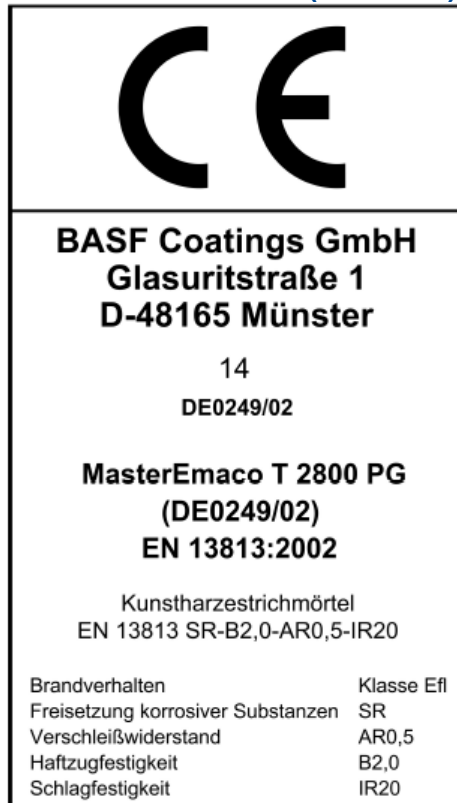 CE
BASF Coatings GmbH
Glasuritstraße 1
D-48165 Münster
14
DE0249/02
MasterEmaco T 2800 PG
(DE0249/02)
EN 13813:2002
Kunstharzestrichmörtel
EN 13813 SR-B2,0-AR0,5-IR20
Brandverhalten Klasse Efl
Freisetzung korrosiver Substanzen SR
Verschleißwiderstand AR0,5
Haftzugfestigkeit B2,0
Schlagfestigkeit IR20